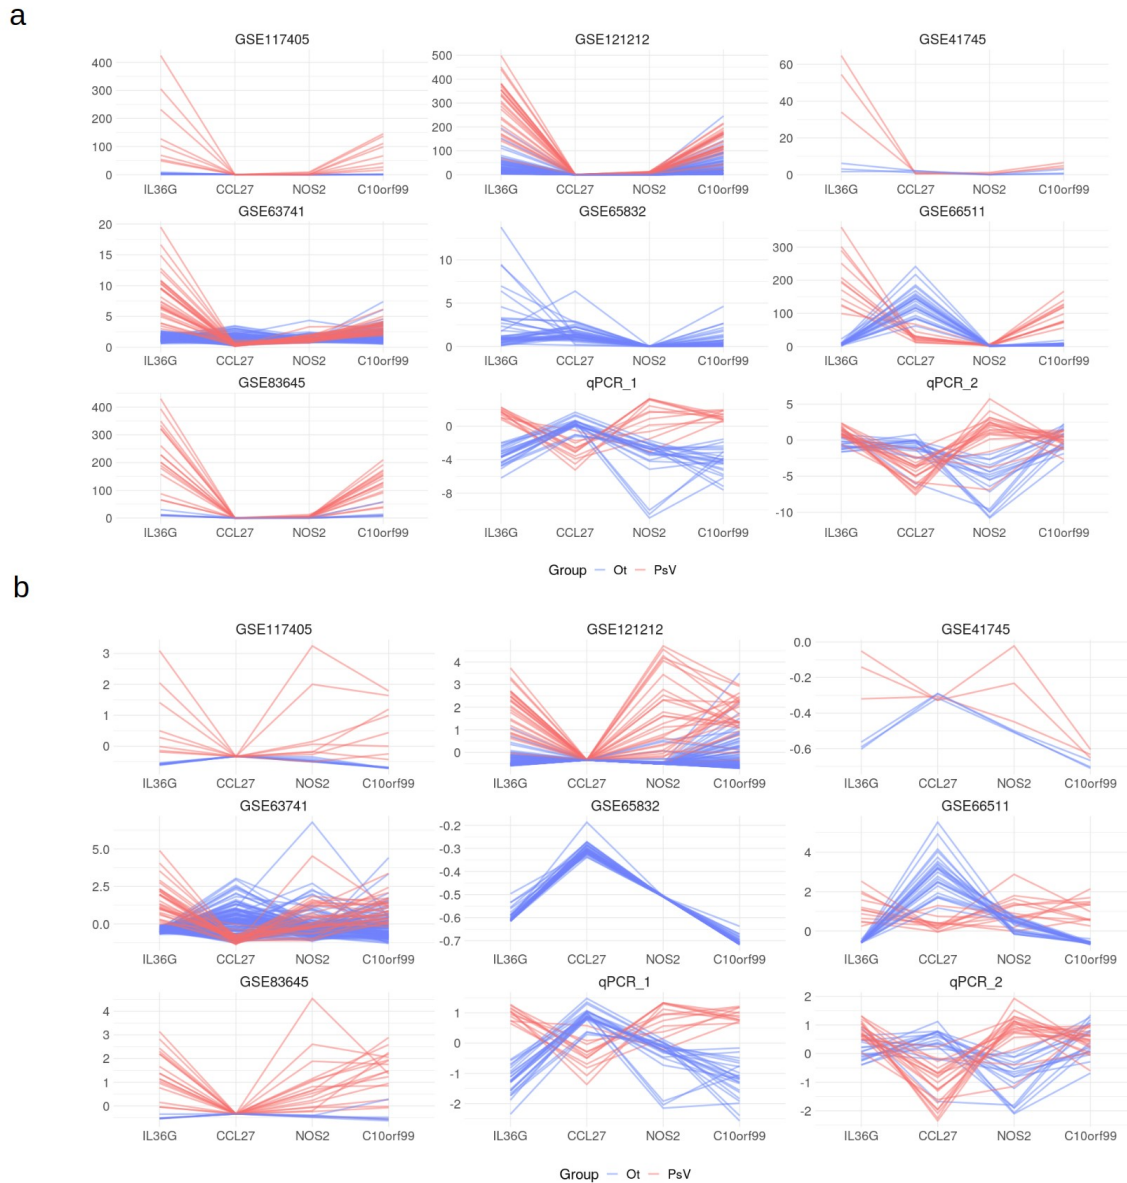 a
GSE117405 GSE121212 GSE41745
400 300 200 100 0
500 400 300 200 100 0
60 40 20 0
IL36G CCL27 NOS2 C10orf99 IL36G CCL27 NOS2 C10orf99 IL36G CCL27 NOS2 C10orf99
GSE63741 GSE65832 GSE66511
20 15 10 5 0
10 5 0
300 200 100 0
IL36G CCL27 NOS2 C10orf99 IL36G CCL27 NOS2 C10orf99 IL36G CCL27 NOS2 C10orf99
GSE83645 qPCR_1 qPCR_2
400 300 200 100 0
0 -4 -8
5 0 -5 -10
IL36G CCL27 NOS2 C10orf99 IL36G CCL27 NOS2 C10orf99 IL36G CCL27 NOS2 C10orf99
Group Ot PsV
b
GSE117405 GSE121212 GSE41745
3 2 1 0
4 3 2 1 0
0.0 -0.2 -0.4 -0.6
IL36G CCL27 NOS2 C10orf99 IL36G CCL27 NOS2 C10orf99 IL36G CCL27 NOS2 C10orf99
GSE63741 GSE65832 GSE66511
5.0 2.5 0.0
-0.2 -0.3 -0.4 -0.5 -0.6 -0.7
4 2 0
IL36G CCL27 NOS2 C10orf99 IL36G CCL27 NOS2 C10orf99 IL36G CCL27 NOS2 C10orf99
GSE83645 qPCR_1 qPCR_2
4 3 2 1 0
1 0 -1 -2
2 1 0 -1 -2
IL36G CCL27 NOS2 C10orf99 IL36G CCL27 NOS2 C10orf99 IL36G CCL27 NOS2 C10orf99
Group Ot PsV